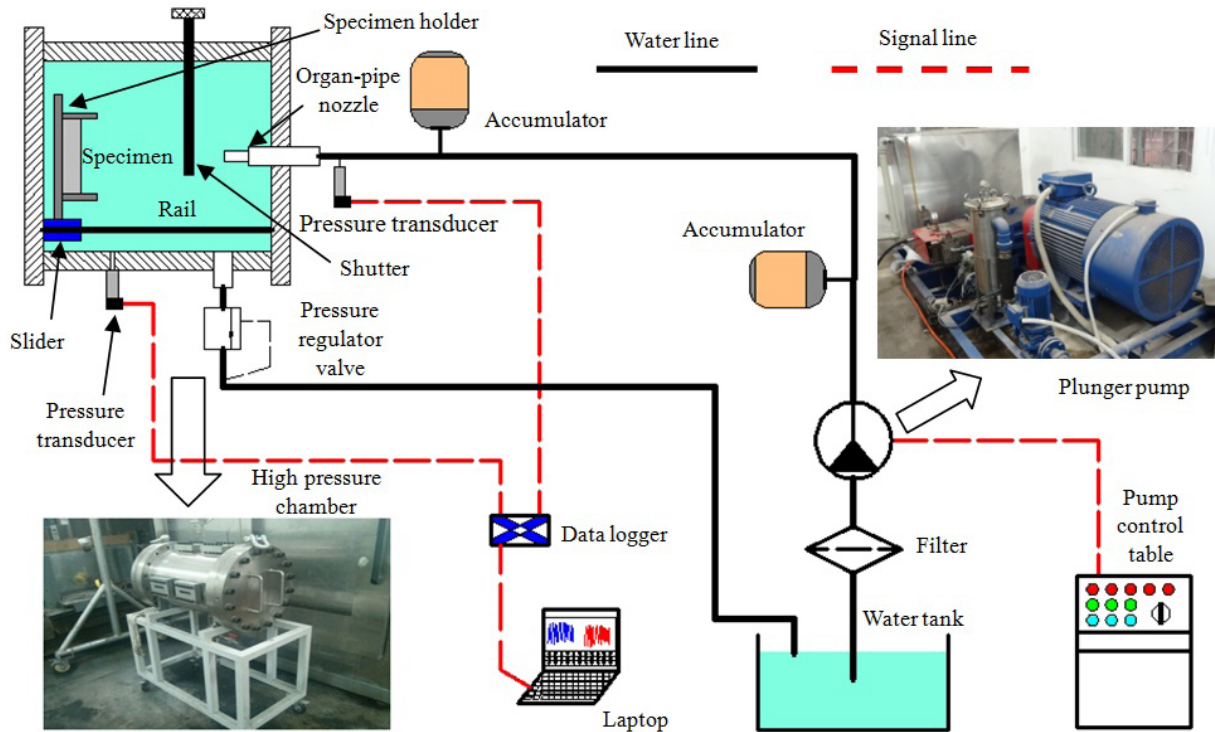 Specimen holder
Water line
Signal line
Organ-pipe
nozzle
Accumulator
Specimen
Rail
Pressure transducer
Accumulator
Shutter
Slider
Pressure
regulator
valve
Pressure
transducer
Plunger pump
High pressure
chamber
Data logger
Filter
Pump
control
table
Water tank
Laptop